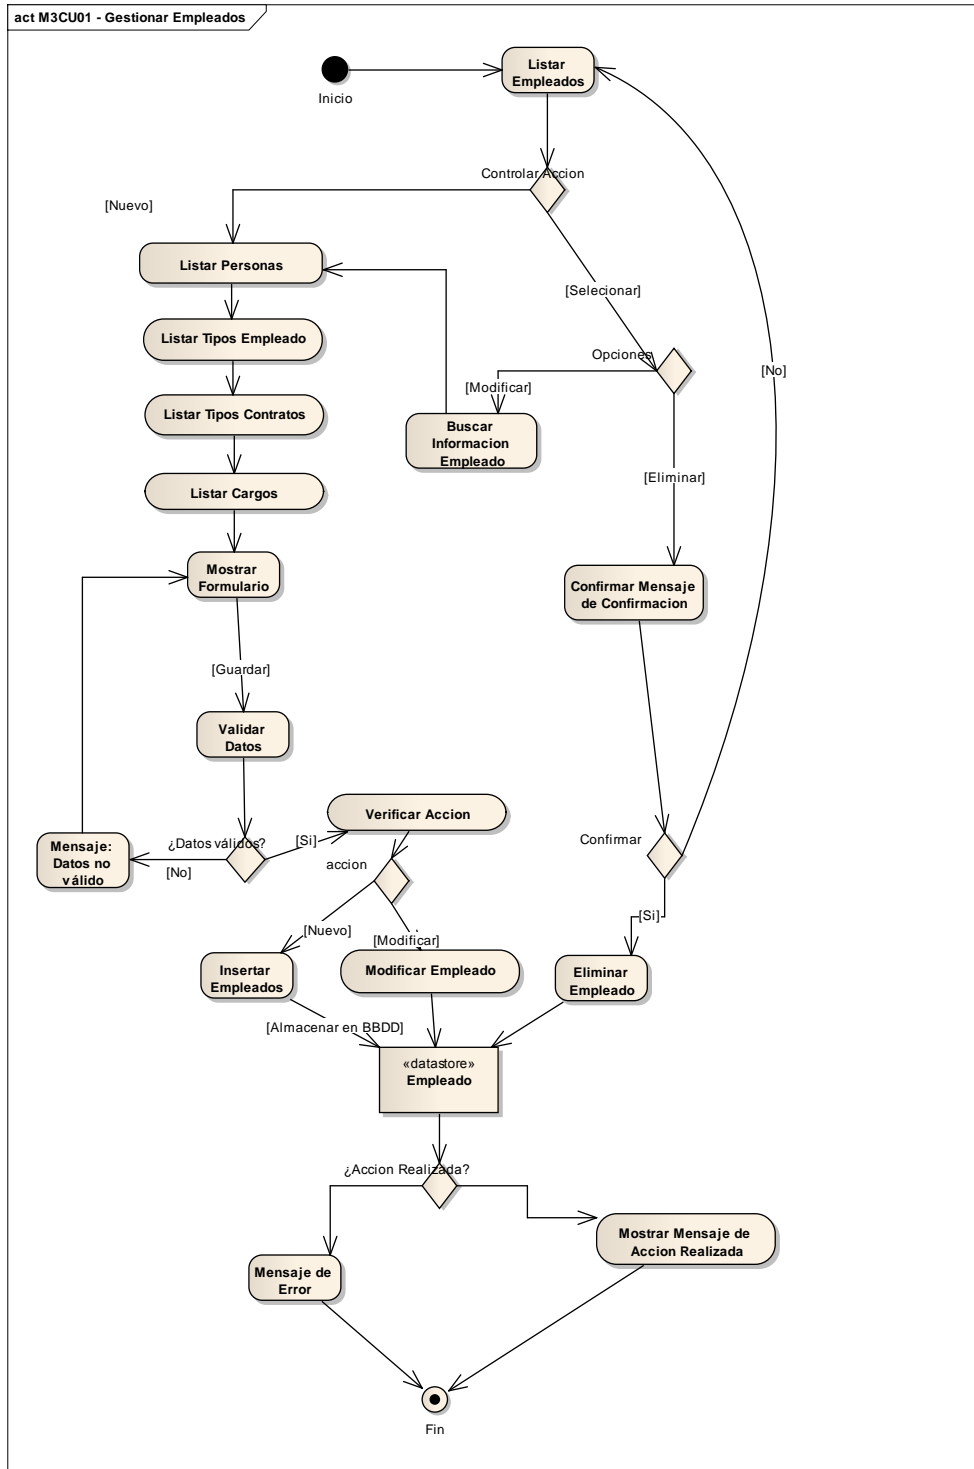 act M3CU01 - Gestionar Empleados
Listar
Empleados
Inicio
Controlar Accion
[Nuevo]
Listar Personas
[Selecionar]
Listar Tipos Empleado
Opciones
[No]
[Modificar]
Listar Tipos Contratos
Buscar
Informacion
Empleado
[Eliminar]
Listar Cargos
Mostrar
Formulario
Confirmar Mensaje
de Confirmacion
[Guardar]
Validar
Datos
Verificar Accion
Mensaje:
Datos no
válido
¿Datos válidos?
[Si]
[No]
accion
Confirmar
[Nuevo]
[Modificar]
[Si]
Insertar
Empleados
Modificar Empleado
Eliminar
Empleado
[Almacenar en BBDD]
«datastore»
Empleado
¿Accion Realizada?
Mostrar Mensaje de
Accion Realizada
Mensaje de
Error
Fin